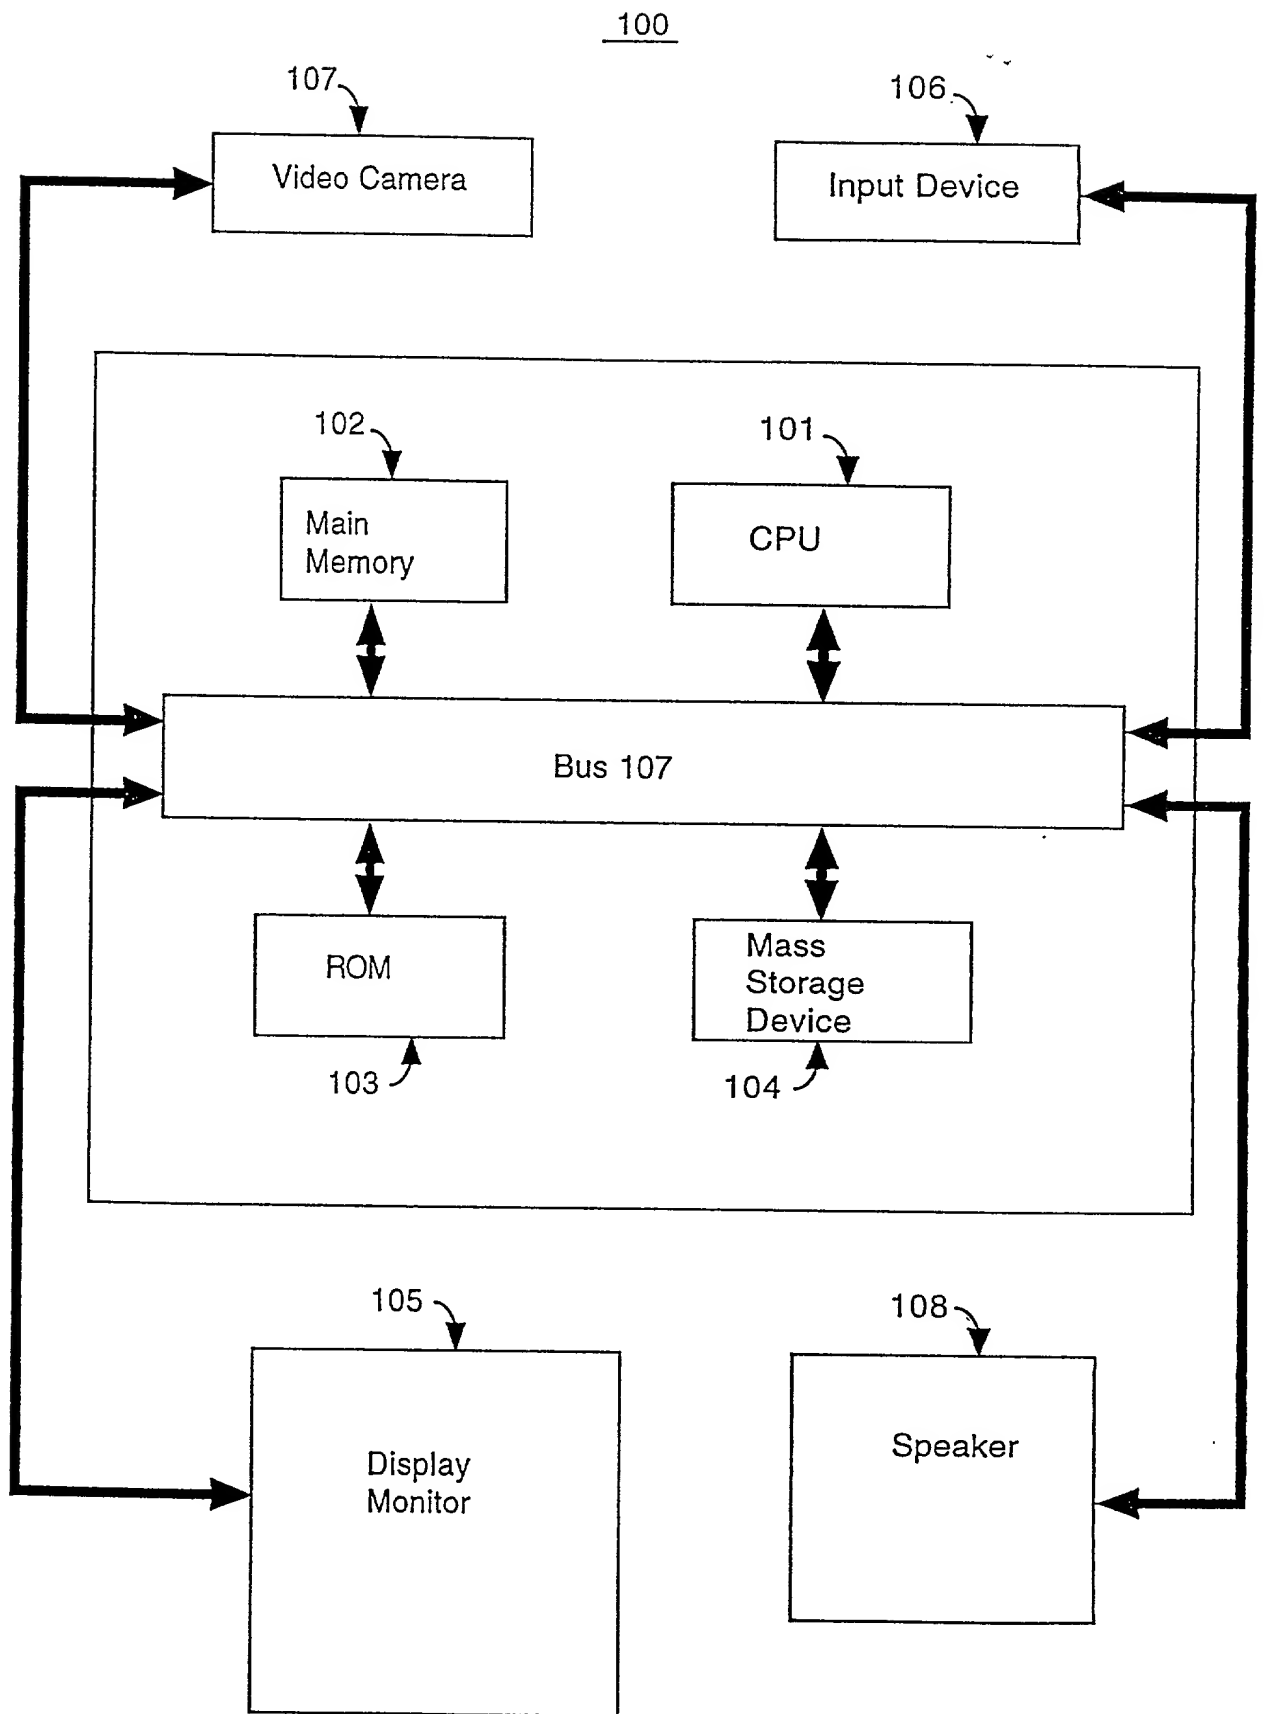 100
107
106
Video Camera
Input Device
102
101
Main
Memory
CPU
Bus 107
ROM
Mass
Storage
Device
103
104
105
108
Display
Monitor
Speaker